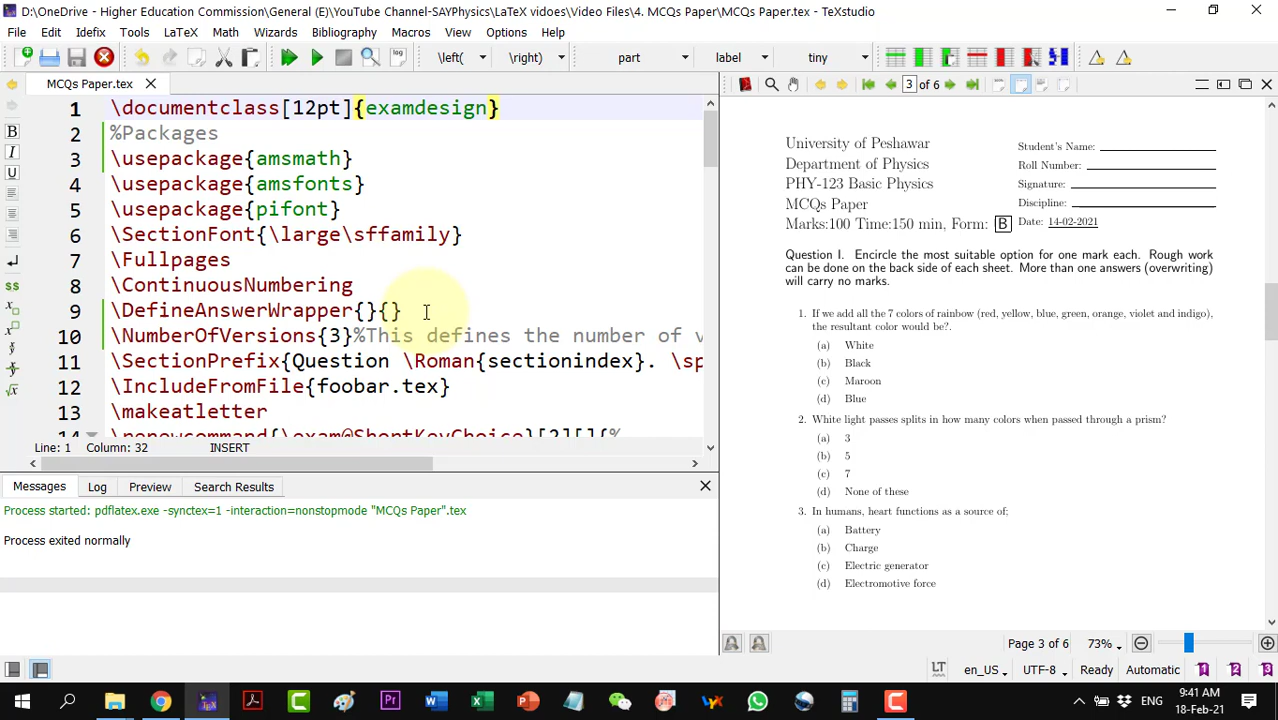 D:\OneDrive - Higher Education Commission\General (E)\YouTube Channel-SAYPhysics\LaTeX vidoes\Video Files\4. MCQs Paper\MCQs Paper.tex - TeXstudio
File Edit Idefix Tools LaTeX Math Wizards Bibliography Macros View Options Help
\left( \right) part label tiny
MCQs Paper.tex
3 of 6
1 \documentclass[12pt]{examdesign}
2 %Packages
3 \usepackage{amsmath}
4 \usepackage{amsfonts}
5 \usepackage{pifont}
6 \SectionFont{\large\sffamily}
7 \Fullpages
8 \ContinuousNumbering
9 \DefineAnswerWrapper{}{}
10 \NumberOfVersions{3}%This defines the number of v
11 \SectionPrefix{Question \Roman{sectionindex}. \sp
12 \IncludeFromFile{foobar.tex}
13 \makeatletter
14 \renewcommand{\exam@ShortKeyChoice}[2][]{%
Line: 1 Column: 32 INSERT
Messages Log Preview Search Results
Process started: pdflatex.exe -synctex=1 -interaction=nonstopmode "MCQs Paper".tex
Process exited normally
University of Peshawar
Department of Physics
PHY-123 Basic Physics
MCQs Paper
Marks:100 Time:150 min, Form: B
Student's Name:
Roll Number:
Signature:
Discipline:
Date: 14-02-2021
Question I. Encircle the most suitable option for one mark each. Rough work
can be done on the back side of each sheet. More than one answers (overwriting)
will carry no marks.
1. If we add all the 7 colors of rainbow (red, yellow, blue, green, orange, violet and indigo),
the resultant color would be?.
(a) White
(b) Black
(c) Maroon
(d) Blue
2. White light passes splits in how many colors when passed through a prism?
(a) 3
(b) 5
(c) 7
(d) None of these
3. In humans, heart functions as a source of;
(a) Battery
(b) Charge
(c) Electric generator
(d) Electromotive force
Page 3 of 6 73%
LT en_US UTF-8 Ready Automatic 1 2 3
ENG 9:41 AM
18-Feb-21